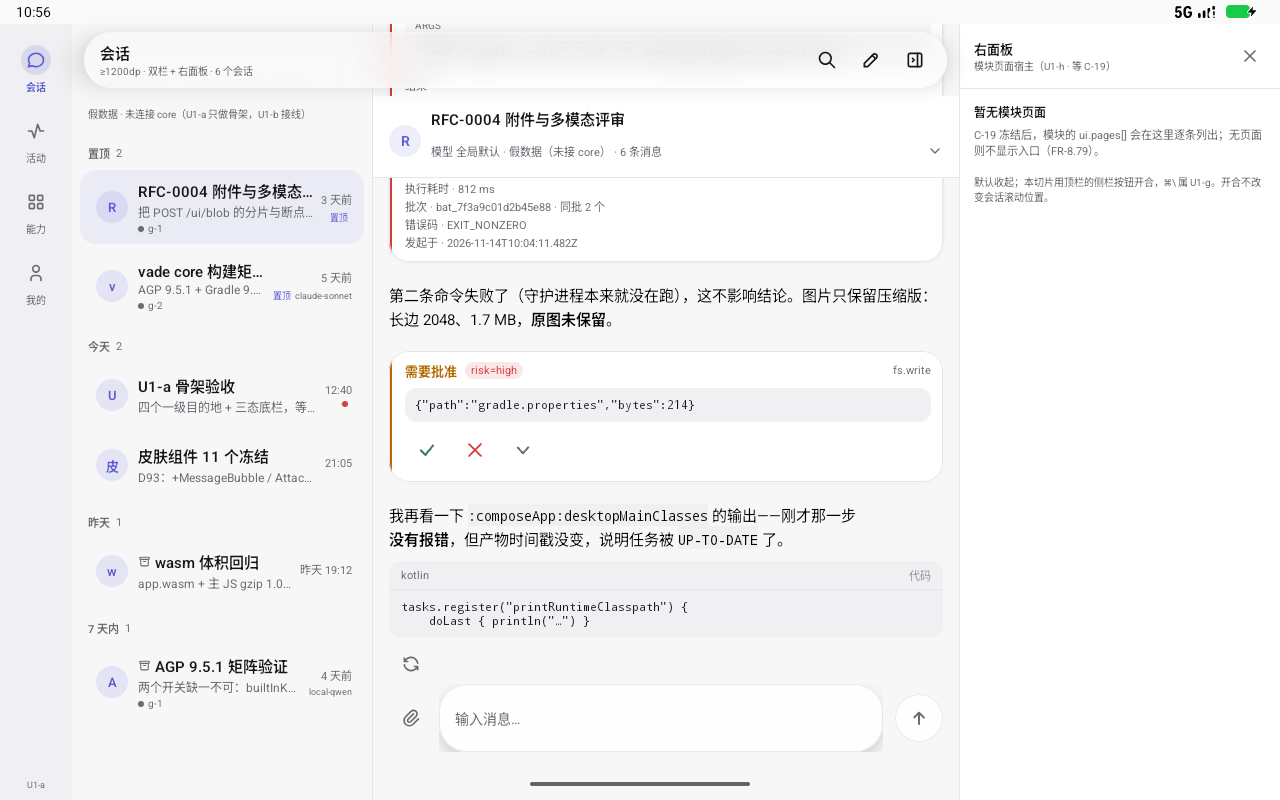 10:56
5G
会话
活动
能力
我的
U1-a
会话
≥1200dp · 双栏 + 右面板 · 6 个会话
假数据 · 未连接 core（U1-a 只做骨架，U1-b 接线）
置顶 2
R
RFC-0004 附件与多模态…
3 天前
把 POST /ui/blob 的分片与断点…
置顶
g-1
v
vade core 构建矩…
5 天前
AGP 9.5.1 + Gradle 9.…
置顶 claude-sonnet
g-2
今天 2
U
U1-a 骨架验收
12:40
四个一级目的地 + 三态底栏，等…
皮
皮肤组件 11 个冻结
21:05
D93：+MessageBubble / Attac…
昨天 1
w
wasm 体积回归
昨天 19:12
app.wasm + 主 JS gzip 1.0…
7 天内 1
A
AGP 9.5.1 矩阵验证
4 天前
两个开关缺一不可：builtInK…
local-qwen
g-1
ARGS
R
RFC-0004 附件与多模态评审
模型 全局默认 · 假数据（未接 core） · 6 条消息
执行耗时 · 812 ms
批次 · bat_7f3a9c01d2b45e88 · 同批 2 个
错误码 · EXIT_NONZERO
发起于 · 2026-11-14T10:04:11.482Z
第二条命令失败了（守护进程本来就没在跑），这不影响结论。图片只保留压缩版：
长边 2048、1.7 MB，原图未保留。
需要批准 risk=high
fs.write
{"path":"gradle.properties","bytes":214}
我再看一下 :composeApp:desktopMainClasses 的输出——刚才那一步
没有报错，但产物时间戳没变，说明任务被 UP-TO-DATE 了。
kotlin
代码
tasks.register("printRuntimeClasspath") {
    doLast { println("…") }
输入消息…
右面板
模块页面宿主（U1-h · 等 C-19）
暂无模块页面
C-19 冻结后，模块的 ui.pages[] 会在这里逐条列出；无页面
则不显示入口（FR-8.79）。
默认收起；本切片用顶栏的侧栏按钮开合，⌘\ 属 U1-g。开合不改
变会话滚动位置。